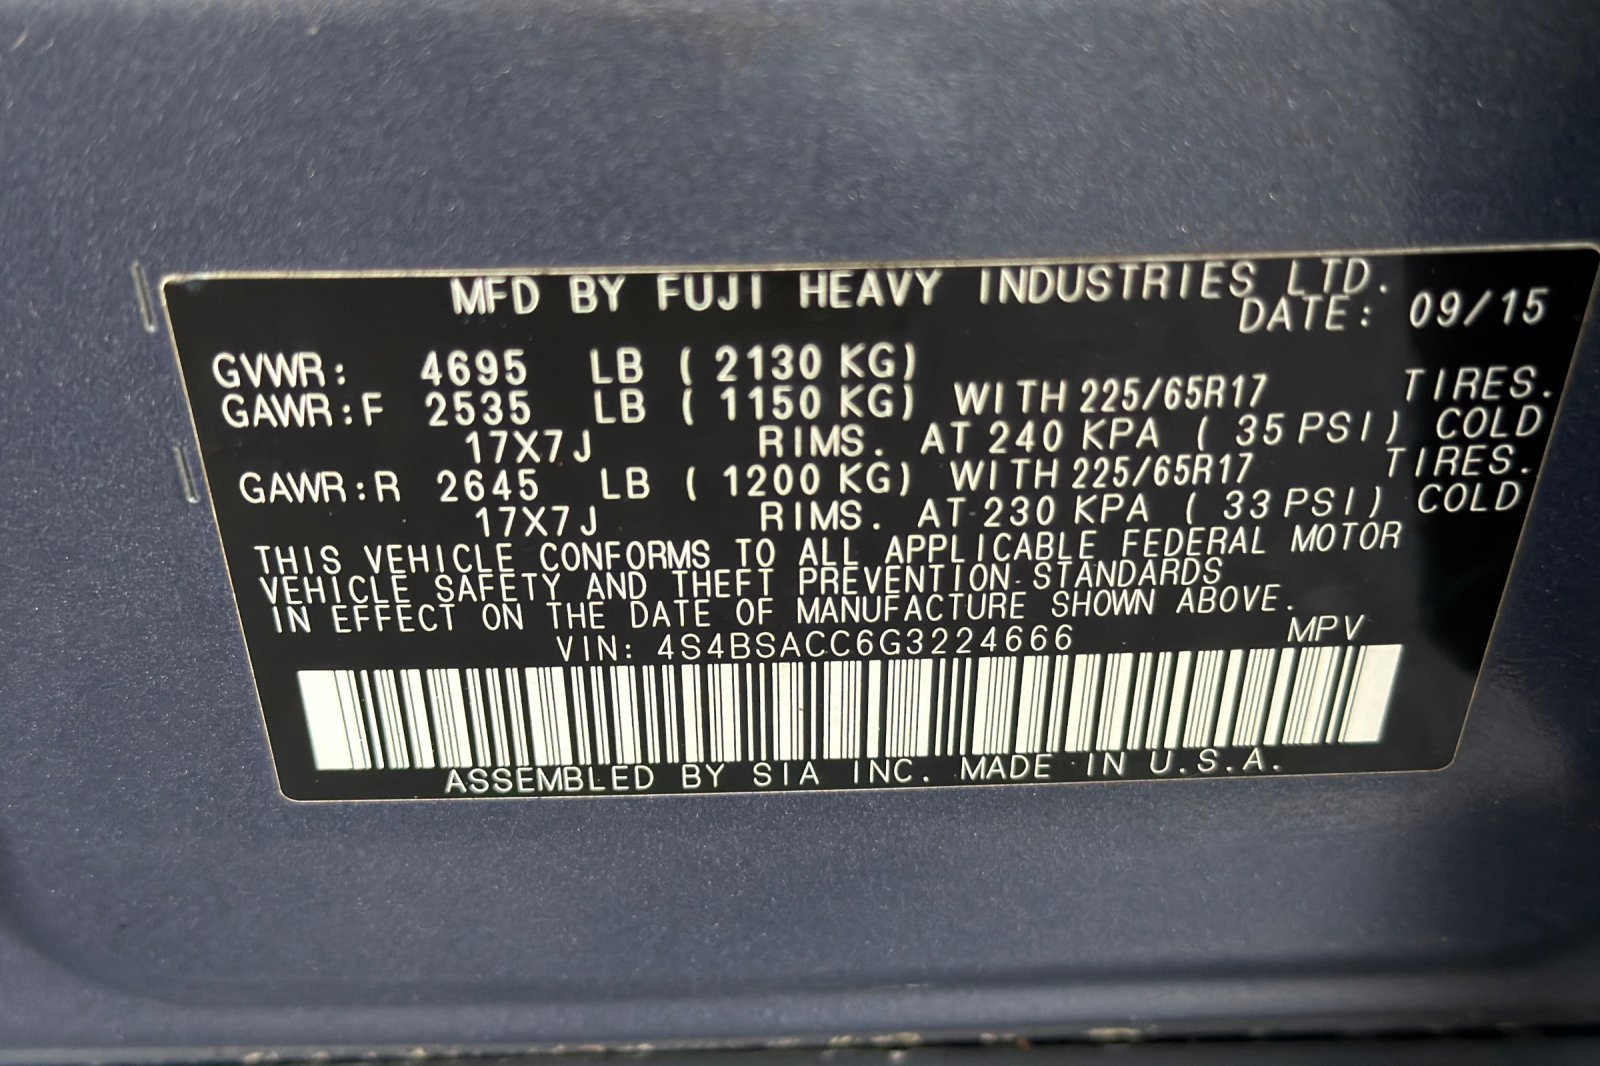 MFD BY FUJI HEAVY INDUSTRIES LTD.
DATE: 09/15
GVWR: 4695 LB ( 2130 KG)
GAWR:F 2535 LB ( 1150 KG) WITH 225/65R17 TIRES.
17X7J RIMS. AT 240 KPA ( 35 PSI) COLD
GAWR:R 2645 LB ( 1200 KG) WITH 225/65R17 TIRES.
17X7J RIMS. AT 230 KPA ( 33 PSI) COLD
THIS VEHICLE CONFORMS TO ALL APPLICABLE FEDERAL MOTOR
VEHICLE SAFETY AND THEFT PREVENTION STANDARDS
IN EFFECT ON THE DATE OF MANUFACTURE SHOWN ABOVE.
VIN: 4S4BSACC6G3224666 MPV
ASSEMBLED BY SIA INC. MADE IN U.S.A.